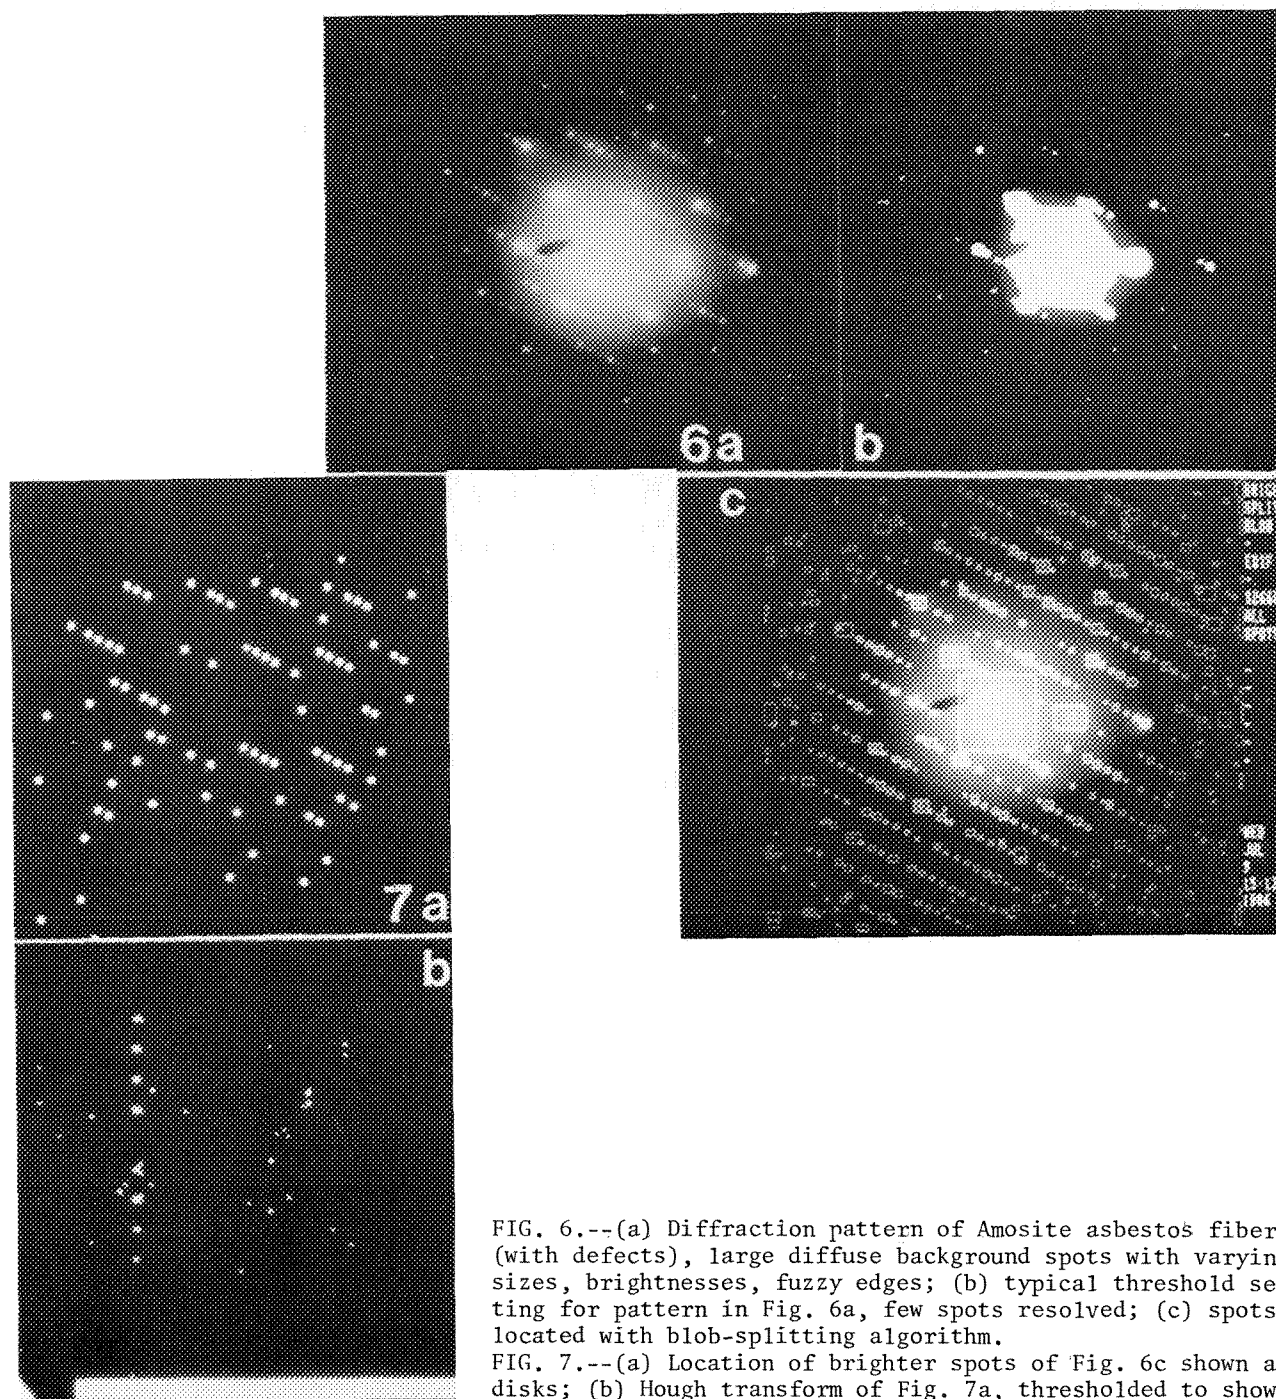 6a
b
c
SPLIT
ALL
7a
b
FIG. 6.--(a) Diffraction pattern of Amosite asbestos fiber
(with defects), large diffuse background spots with varyin
sizes, brightnesses, fuzzy edges; (b) typical threshold se
ting for pattern in Fig. 6a, few spots resolved; (c) spots
located with blob-splitting algorithm.
FIG. 7.--(a) Location of brighter spots of Fig. 6c shown a
disks; (b) Hough transform of Fig. 7a, thresholded to show